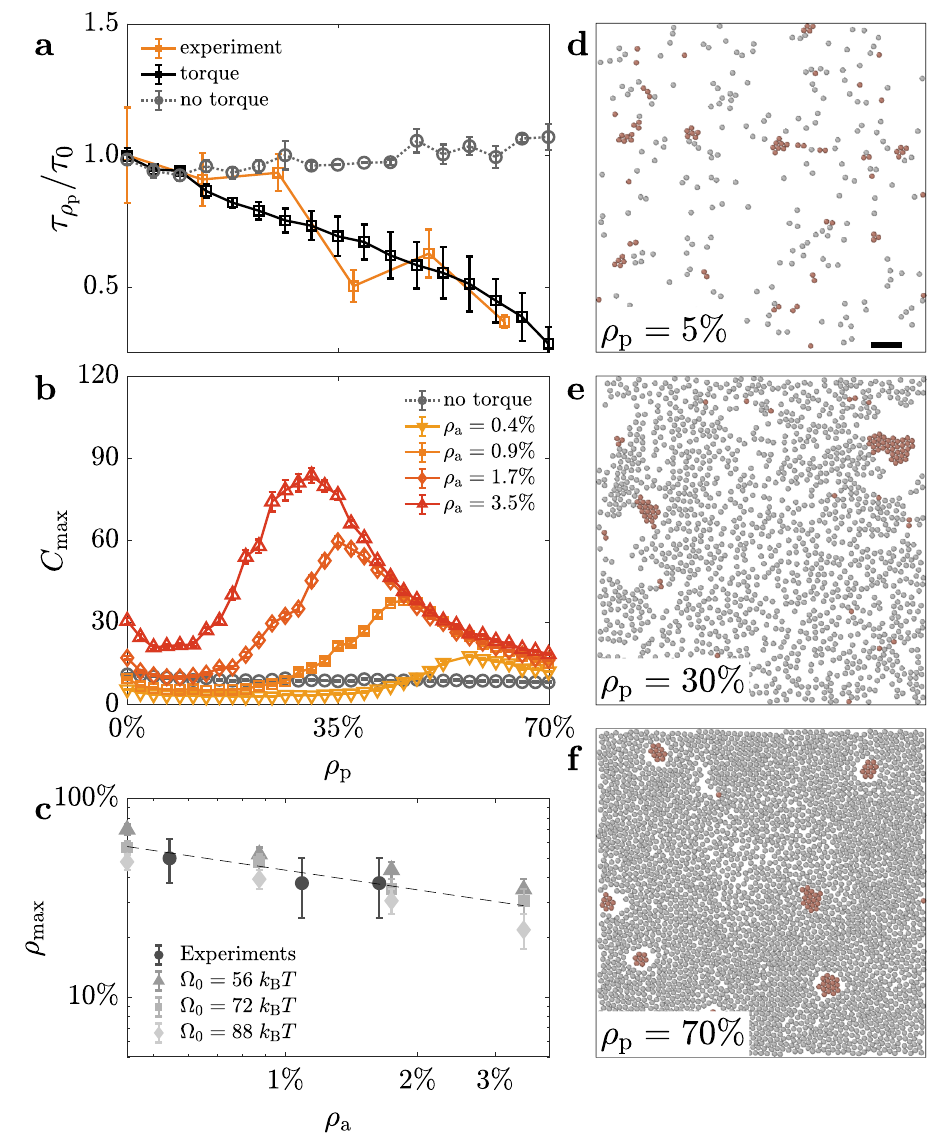 a
1.5
1.0
0.5
τρp/τ0
experiment
torque
no torque
b
120
90
60
30
0
Cmax
no torque
ρa = 0.4%
ρa = 0.9%
ρa = 1.7%
ρa = 3.5%
0%
35%
70%
ρp
c
100%
10%
ρmax
Experiments
Ω0 = 56 kBT
Ω0 = 72 kBT
Ω0 = 88 kBT
1%
2%
3%
ρa
d
ρp = 5%
e
ρp = 30%
f
ρp = 70%